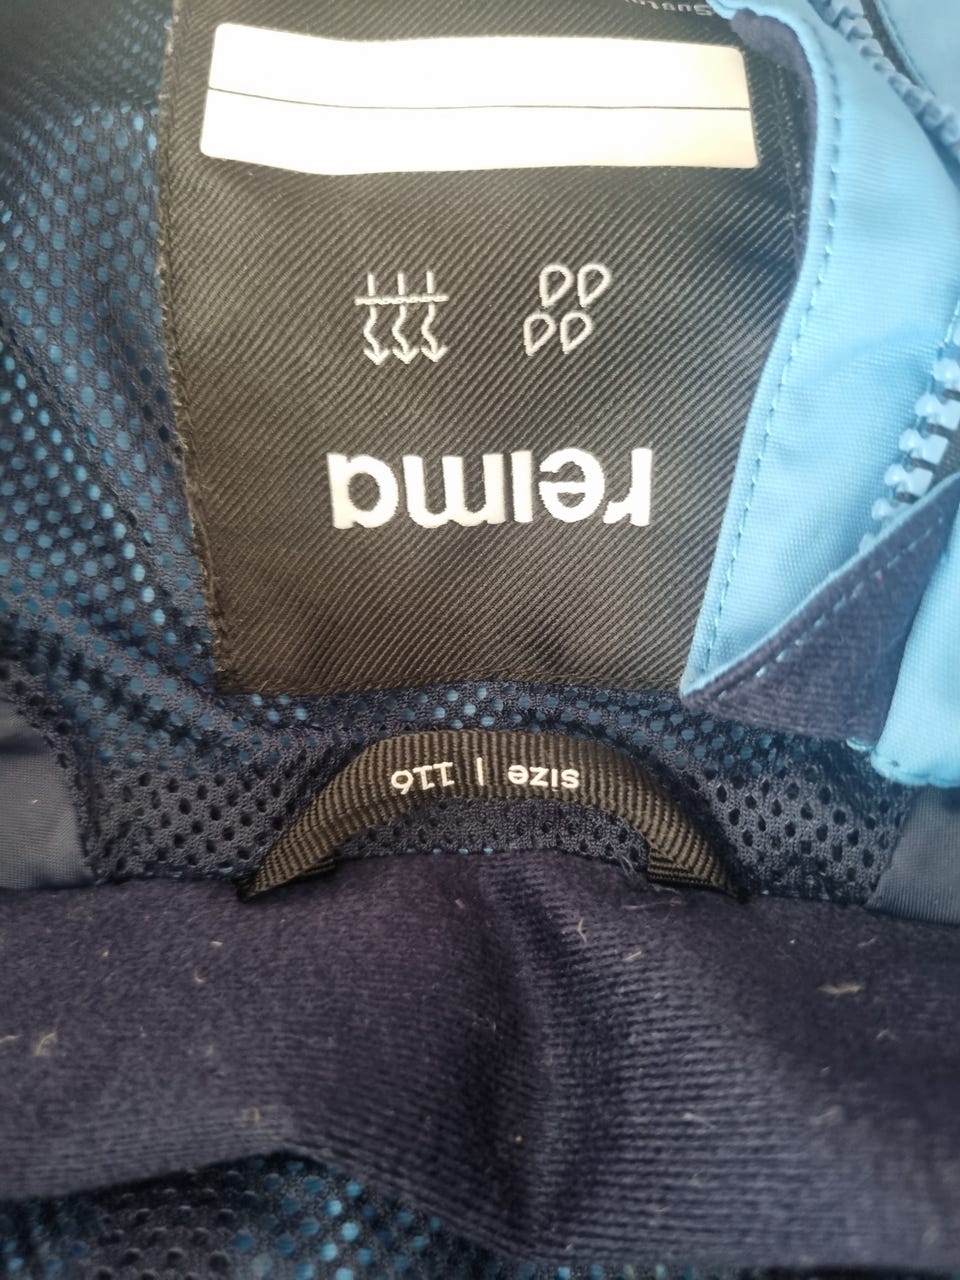 size | 116
reima